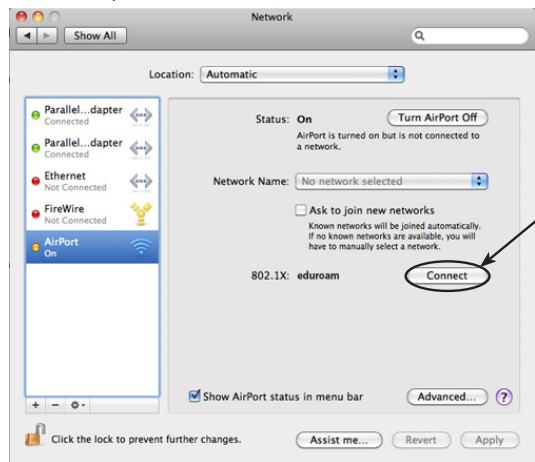 Network
Show All
Location: Automatic
Parallel...dapter
Connected
Parallel...dapter
Connected
Ethernet
Not Connected
FireWire
Not Connected
AirPort
On
Status: On
Turn AirPort Off
AirPort is turned on but is not connected to
a network.
Network Name: No network selected
Ask to join new networks
Known networks will be joined automatically.
If no known networks are available, you will
have to manually select a network.
802.1X: eduroam
Connect
Show AirPort status in menu bar
Advanced...
?
Click the lock to prevent further changes.
Assist me...
Revert
Apply